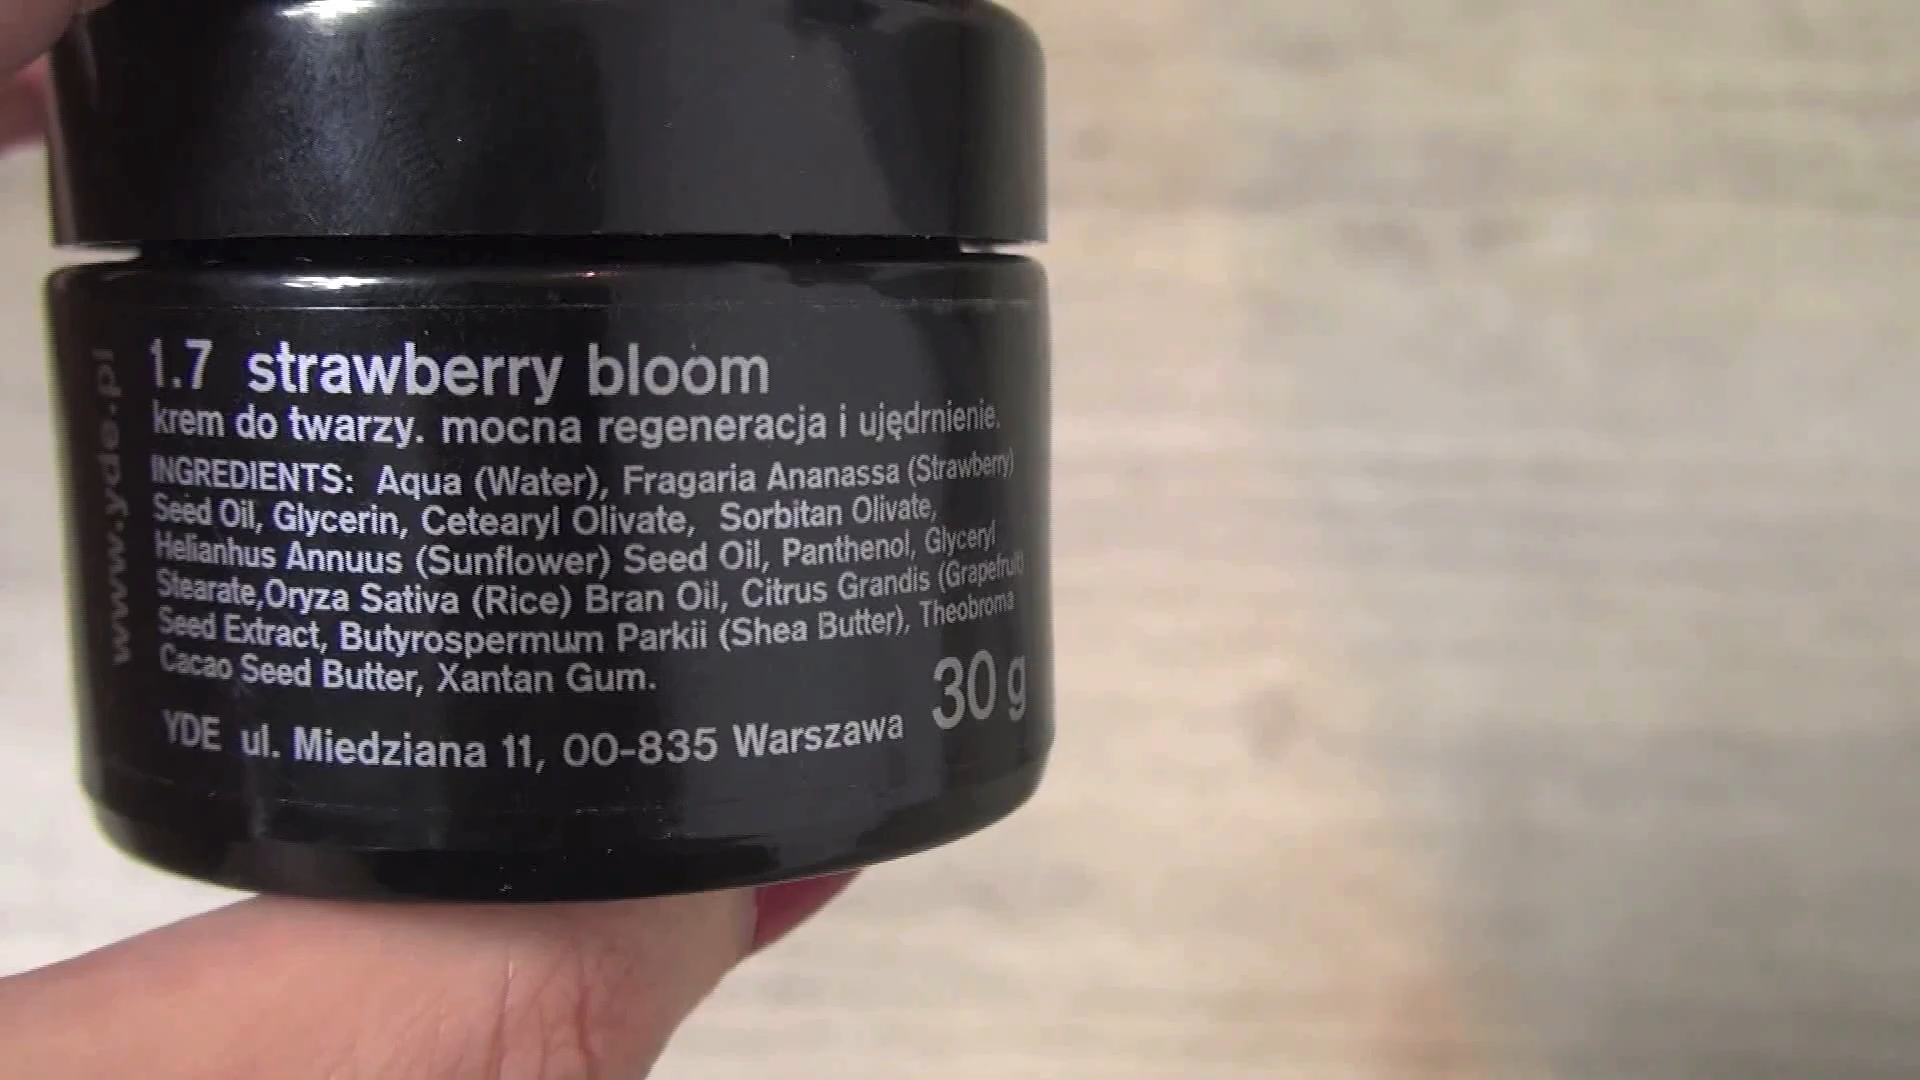 1.7 strawberry bloom
krem do twarzy. mocna regeneracja i ujędrnienie.
INGREDIENTS: Aqua (Water), Fragaria Ananassa (Strawberry)
Seed Oil, Glycerin, Cetearyl Olivate, Sorbitan Olivate,
Helianhus Annuus (Sunflower) Seed Oil, Panthenol, Glyceryl
Stearate,Oryza Sativa (Rice) Bran Oil, Citrus Grandis (Grapefruit)
Seed Extract, Butyrospermum Parkii (Shea Butter), Theobroma
Cacao Seed Butter, Xantan Gum.
30 g
YDE ul. Miedziana 11, 00-835 Warszawa
www.yde.pl